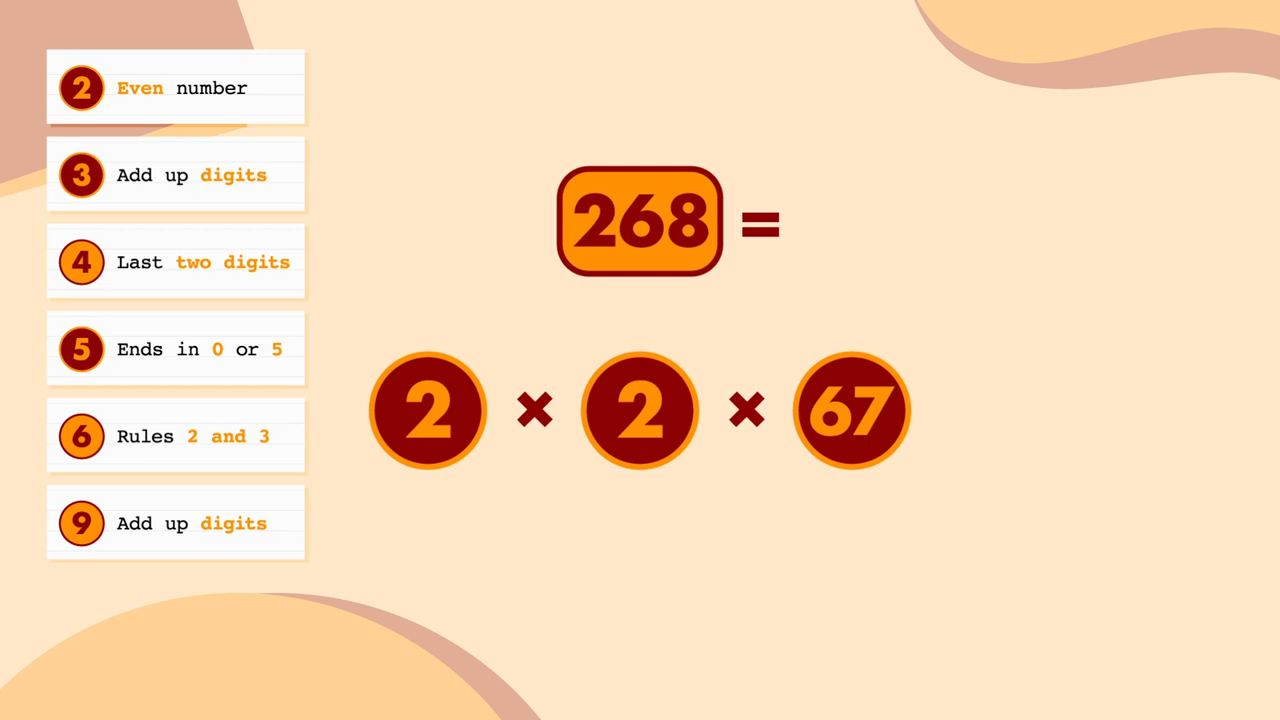 2 Even number
3 Add up digits
4 Last two digits
5 Ends in 0 or 5
6 Rules 2 and 3
9 Add up digits
268 =
2 × 2 × 67